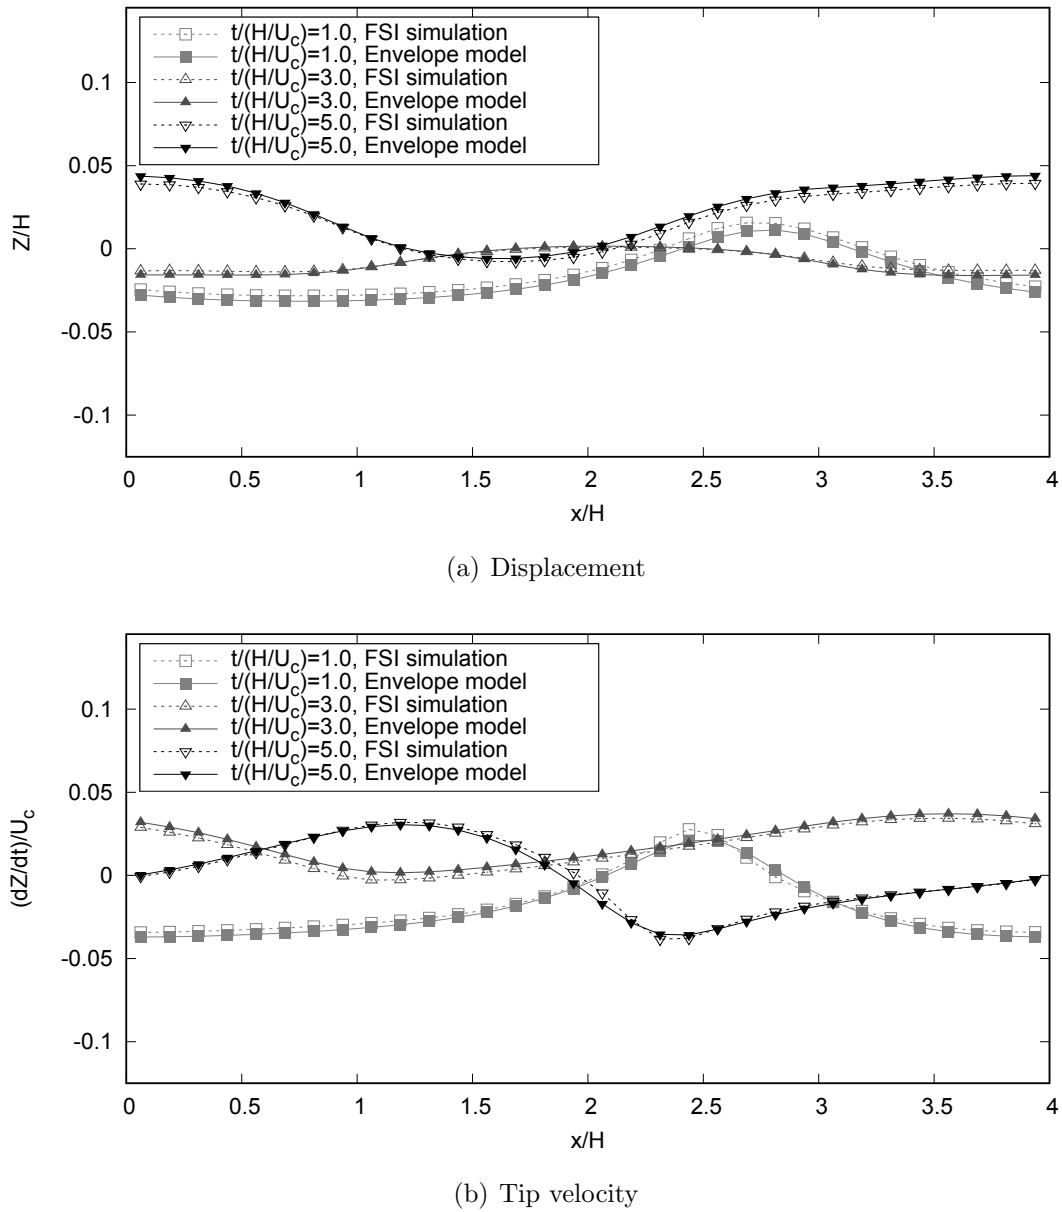 t/(H/U_c)=1.0, FSI simulation
t/(H/U_c)=1.0, Envelope model
t/(H/U_c)=3.0, FSI simulation
t/(H/U_c)=3.0, Envelope model
t/(H/U_c)=5.0, FSI simulation
t/(H/U_c)=5.0, Envelope model
0.1
0.05
0
-0.05
-0.1
Z/H
0 0.5 1 1.5 2 2.5 3 3.5 4
x/H
(a) Displacement
t/(H/U_c)=1.0, FSI simulation
t/(H/U_c)=1.0, Envelope model
t/(H/U_c)=3.0, FSI simulation
t/(H/U_c)=3.0, Envelope model
t/(H/U_c)=5.0, FSI simulation
t/(H/U_c)=5.0, Envelope model
0.1
0.05
0
-0.05
-0.1
(dZ/dt)/U_c
0 0.5 1 1.5 2 2.5 3 3.5 4
x/H
(b) Tip velocity